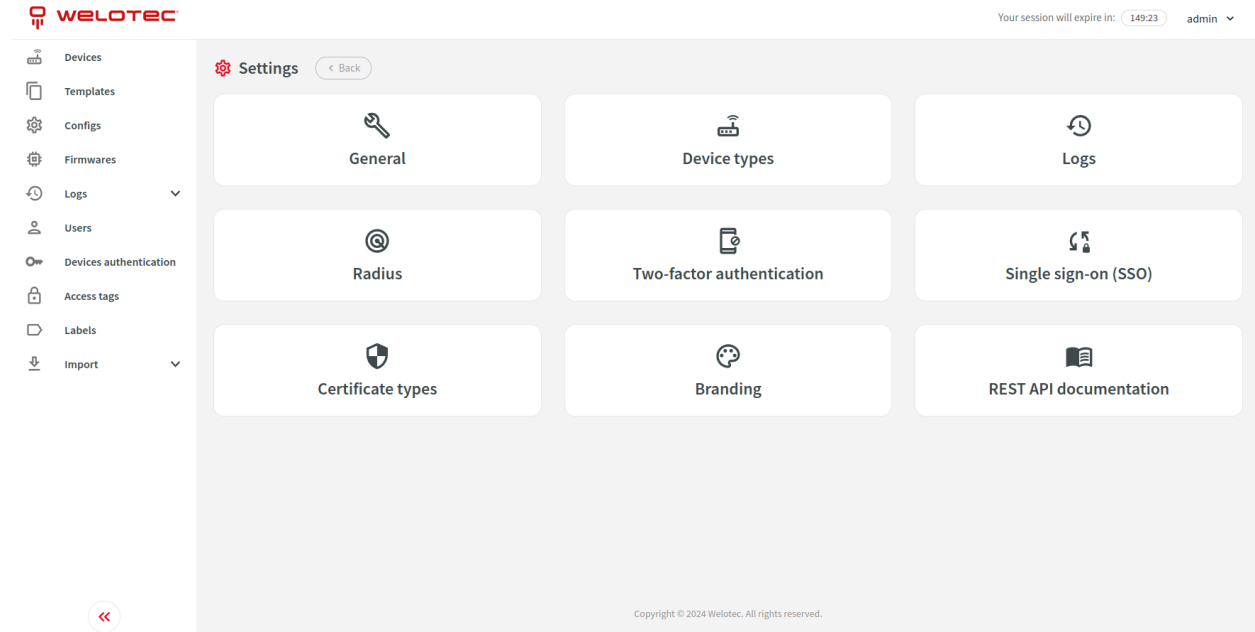 welotec
Your session will expire in: 149:23 admin
Devices
Templates
Configs
Firmwares
Logs
Users
Devices authentication
Access tags
Labels
Import
Settings
Back
General
Device types
Logs
Radius
Two-factor authentication
Single sign-on (SSO)
Certificate types
Branding
REST API documentation
Copyright © 2024 Welotec. All rights reserved.